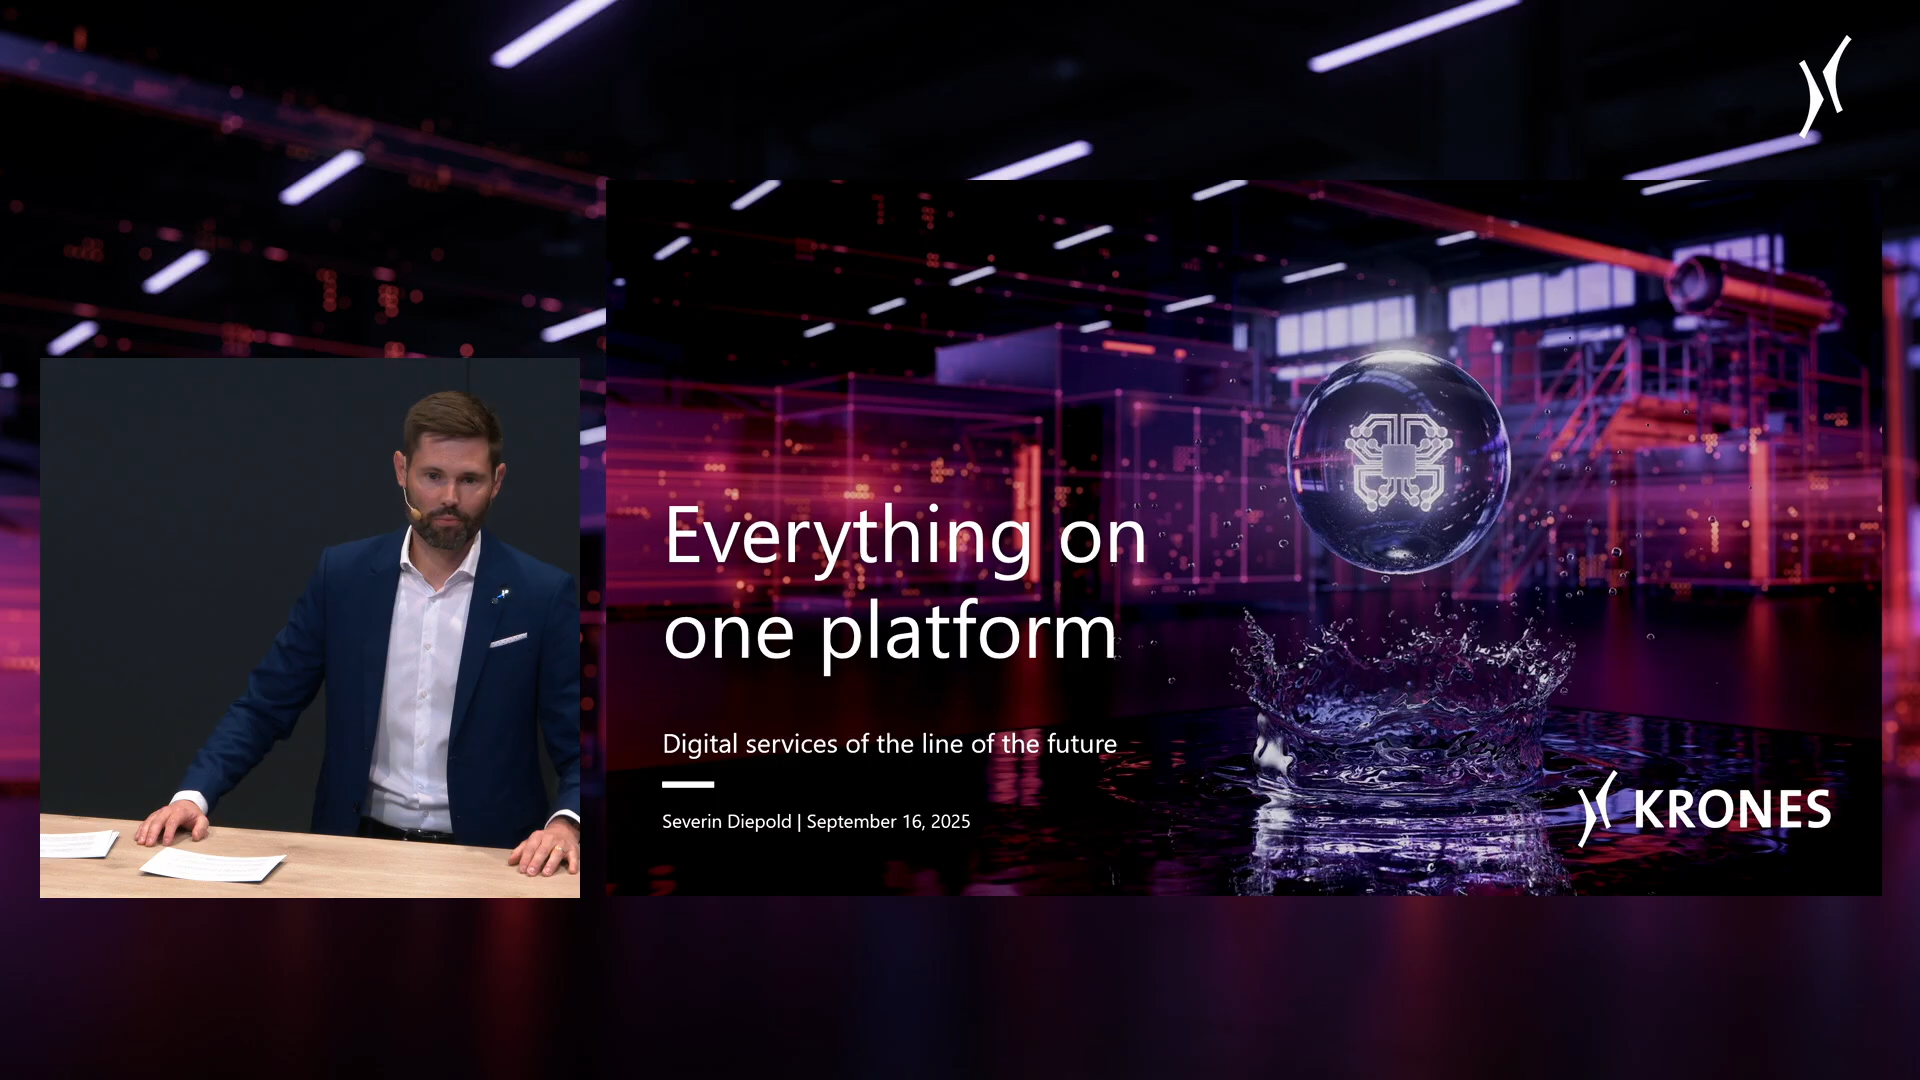 Everything on
one platform
Digital services of the line of the future
Severin Diepold | September 16, 2025
KRONES